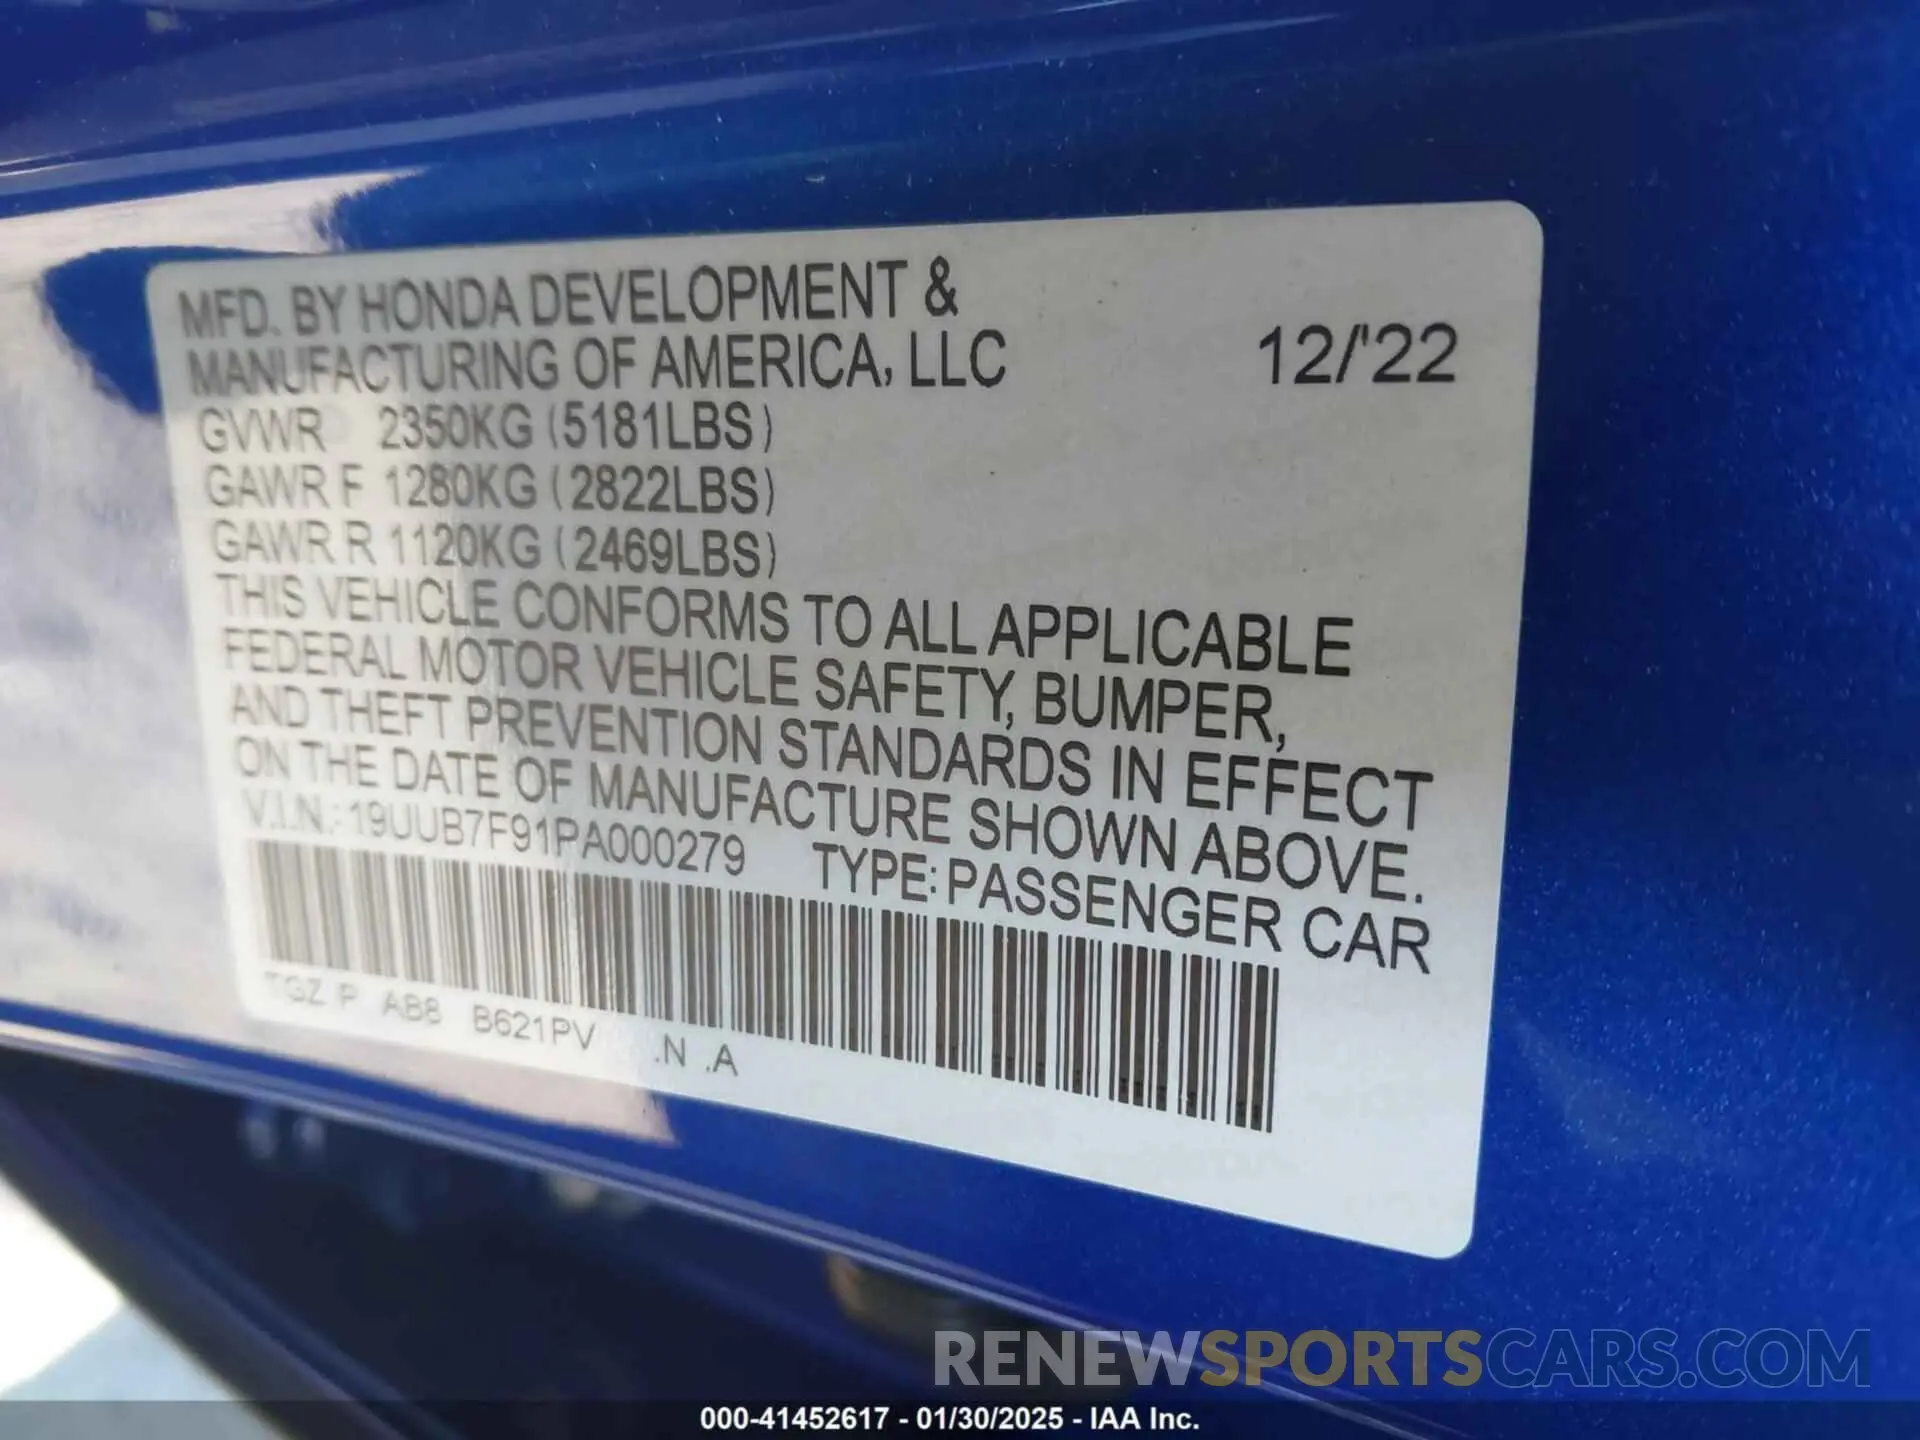 MFD. BY HONDA DEVELOPMENT &
MANUFACTURING OF AMERICA, LLC 12/'22
GVWR 2350KG (5181LBS)
GAWR F 1280KG (2822LBS)
GAWR R 1120KG (2469LBS)
THIS VEHICLE CONFORMS TO ALL APPLICABLE
FEDERAL MOTOR VEHICLE SAFETY, BUMPER,
AND THEFT PREVENTION STANDARDS IN EFFECT
ON THE DATE OF MANUFACTURE SHOWN ABOVE.
V.I.N.: 19UUB7F91PA000279 TYPE: PASSENGER CAR
TGZ P AB8 B621PV .N .A
RENEWSPORTSCARS.COM
000-41452617 - 01/30/2025 - IAA Inc.